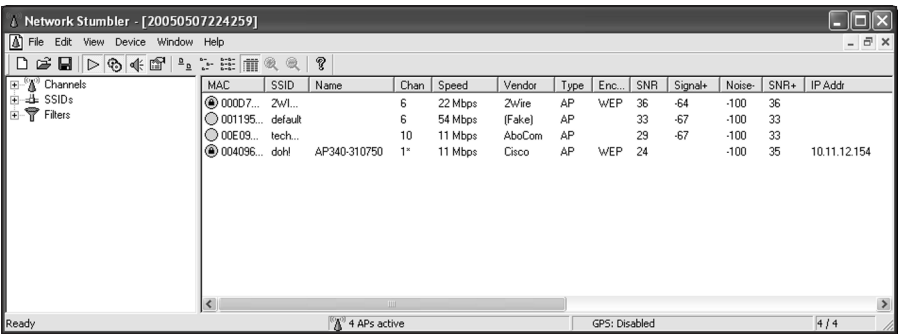 Network Stumbler - [20050507224259]
File Edit View Device Window Help
Channels
SSIDs
Filters
MAC SSID Name Chan Speed Vendor Type Enc... SNR Signal+ Noise- SNR+ IP Addr
000D7... 2WI... 6 22 Mbps 2Wire AP WEP 36 -64 -100 36
001195... default 6 54 Mbps (Fake) AP 33 -67 -100 33
00E09... tech... 10 11 Mbps AboCom AP 29 -67 -100 33
004096... doh! AP340-310750 1* 11 Mbps Cisco AP WEP 24 -100 35 10.11.12.154
Ready 4 APs active GPS: Disabled 4 / 4